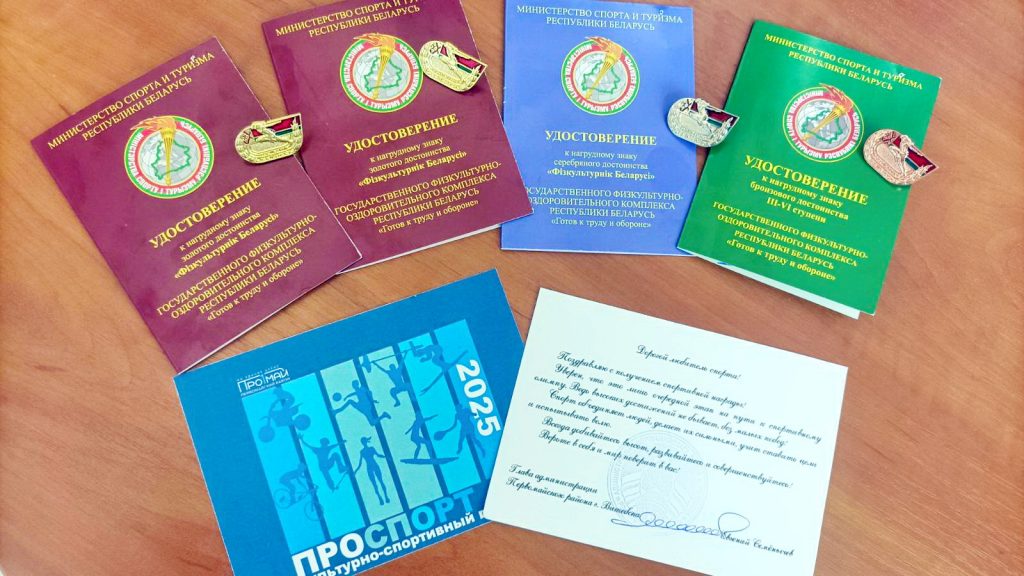 МИНИСТЕРСТВО СПОРТА И ТУРИЗМА
РЕСПУБЛИКИ БЕЛАРУСЬ
УДОСТОВЕРЕНИЕ
к нагрудному знаку
золотого достоинства
«Фізкультурнік Беларусі»
ГОСУДАРСТВЕННОГО ФИЗКУЛЬТУРНО-
ОЗДОРОВИТЕЛЬНОГО КОМПЛЕКСА
РЕСПУБЛИКИ БЕЛАРУСЬ
«Готов к труду и обороне»
МИНИСТЕРСТВО СПОРТА И ТУРИЗМА
РЕСПУБЛИКИ БЕЛАРУСЬ
УДОСТОВЕРЕНИЕ
к нагрудному знаку
золотого достоинства
«Фізкультурнік Беларусі»
ГОСУДАРСТВЕННОГО ФИЗКУЛЬТУРНО-
ОЗДОРОВИТЕЛЬНОГО КОМПЛЕКСА
РЕСПУБЛИКИ БЕЛАРУСЬ
«Готов к труду и обороне»
МИНИСТЕРСТВО СПОРТА И ТУРИЗМА
РЕСПУБЛИКИ БЕЛАРУСЬ
УДОСТОВЕРЕНИЕ
к нагрудному знаку
серебряного достоинства
«Фізкультурнік Беларусі»
ГОСУДАРСТВЕННОГО ФИЗКУЛЬТУРНО-
ОЗДОРОВИТЕЛЬНОГО КОМПЛЕКСА
РЕСПУБЛИКИ БЕЛАРУСЬ
«Готов к труду и обороне»
МИНИСТЕРСТВО СПОРТА И ТУРИЗМА
РЕСПУБЛИКИ БЕЛАРУСЬ
УДОСТОВЕРЕНИЕ
к нагрудному знаку
бронзового достоинства
III-VI ступени
ГОСУДАРСТВЕННОГО ФИЗКУЛЬТУРНО-
ОЗДОРОВИТЕЛЬНОГО КОМПЛЕКСА
РЕСПУБЛИКИ БЕЛАРУСЬ
«Готов к труду и обороне»
ПРО МАЙ
2025
ПРОСПОРТ
культурно-спортивный
Дорогой любитель спорта!
Поздравляю с получением спортивной награды!
Уверен, что это лишь очередной этап на пути к спортивному
олимпу. Ведь высоких достижений не бывает без малых побед.
Спорт объединяет людей, делает их сильными, учит ставить цели
и испытывать волю.
Всегда добивайтесь высот, развивайтесь и совершенствуйтесь!
Верьте в себя и мир поверит в вас!
Глава администрации
Первомайского района г. Витебска